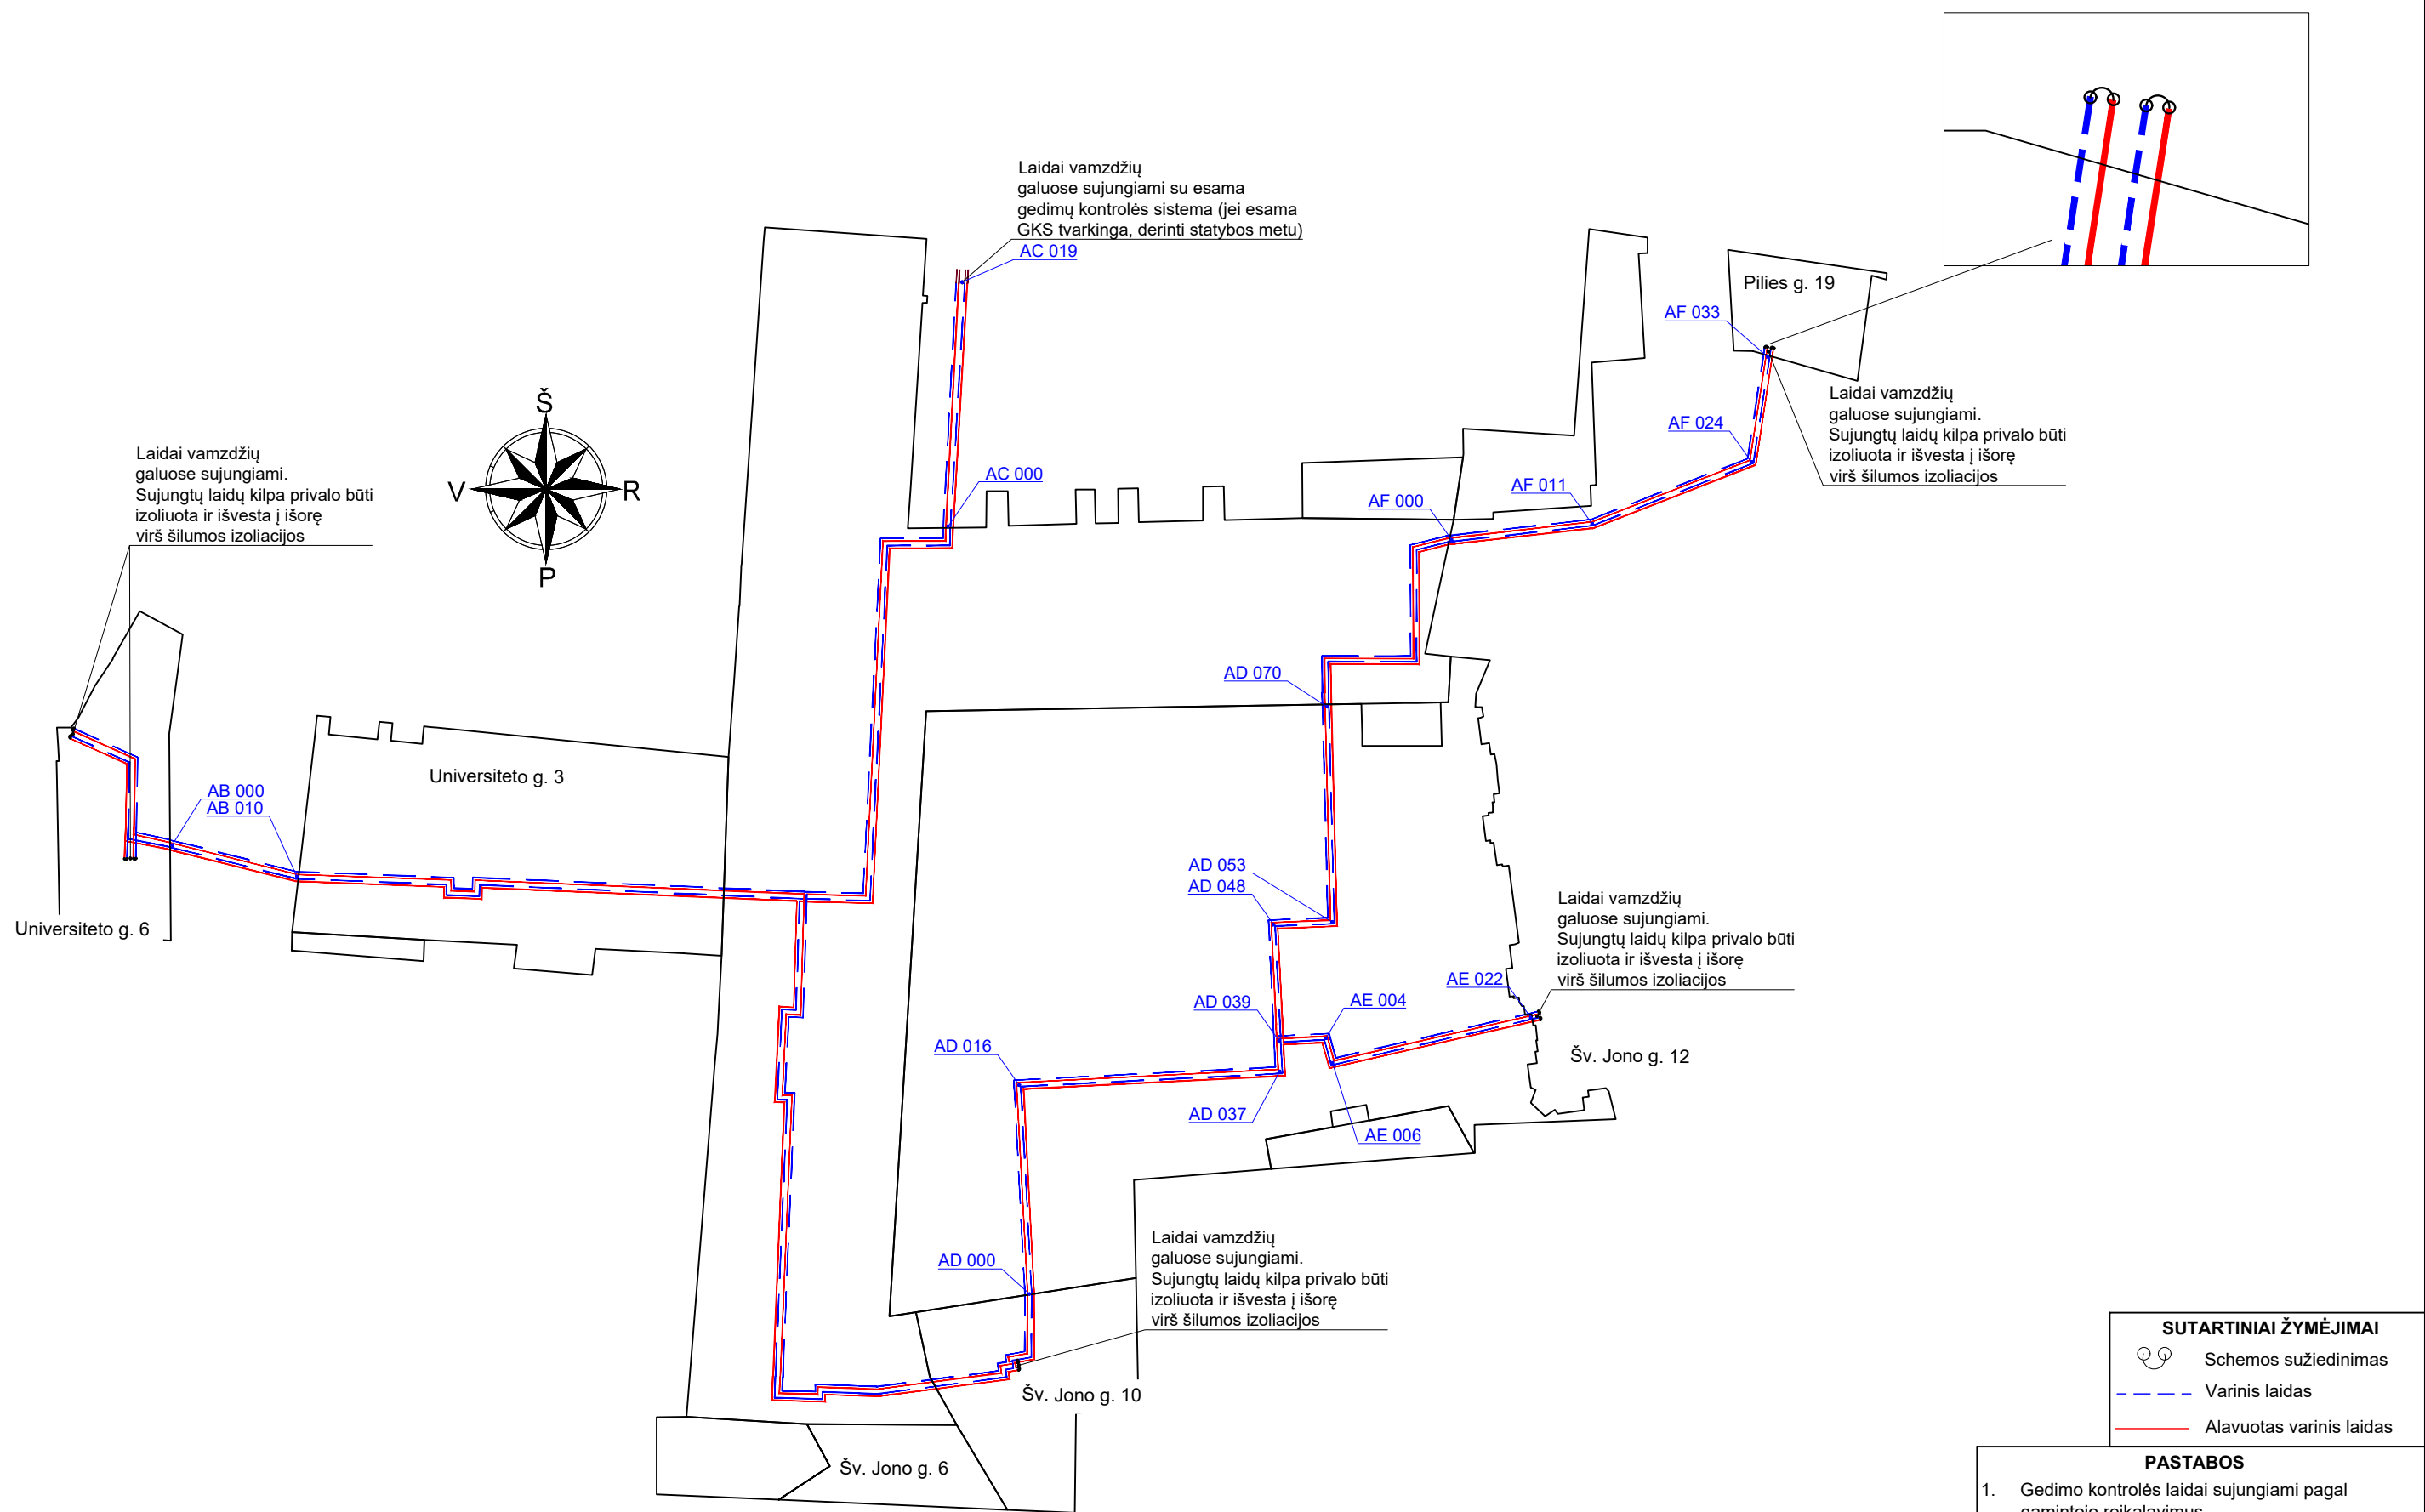 Laidai vamzdžių
galuose sujungiami su esama
gedimų kontrolės sistema (jei esama
GKS tvarkinga, derinti statybos metu)
AC 019
Pilies g. 19
AF 033
Laidai vamzdžių
galuose sujungiami.
Sujungtų laidų kilpa privalo būti
izoliuota ir išvesta į išorę
virš šilumos izoliacijos
AF 024
Š
V
R
P
Laidai vamzdžių
galuose sujungiami.
Sujungtų laidų kilpa privalo būti
izoliuota ir išvesta į išorę
virš šilumos izoliacijos
AC 000
AF 000
AF 011
AD 070
Universiteto g. 3
AB 000
AB 010
Universiteto g. 6
AD 053
AD 048
Laidai vamzdžių
galuose sujungiami.
Sujungtų laidų kilpa privalo būti
izoliuota ir išvesta į išorę
virš šilumos izoliacijos
AE 022
AD 039
AE 004
AD 016
Šv. Jono g. 12
AD 037
AE 006
Laidai vamzdžių
galuose sujungiami.
Sujungtų laidų kilpa privalo būti
izoliuota ir išvesta į išorę
virš šilumos izoliacijos
AD 000
Šv. Jono g. 10
Šv. Jono g. 6
SUTARTINIAI ŽYMĖJIMAI
Schemos sužiedinimas
Varinis laidas
Alavuotas varinis laidas
PASTABOS
1. Gedimo kontrolės laidai sujungiami pagal